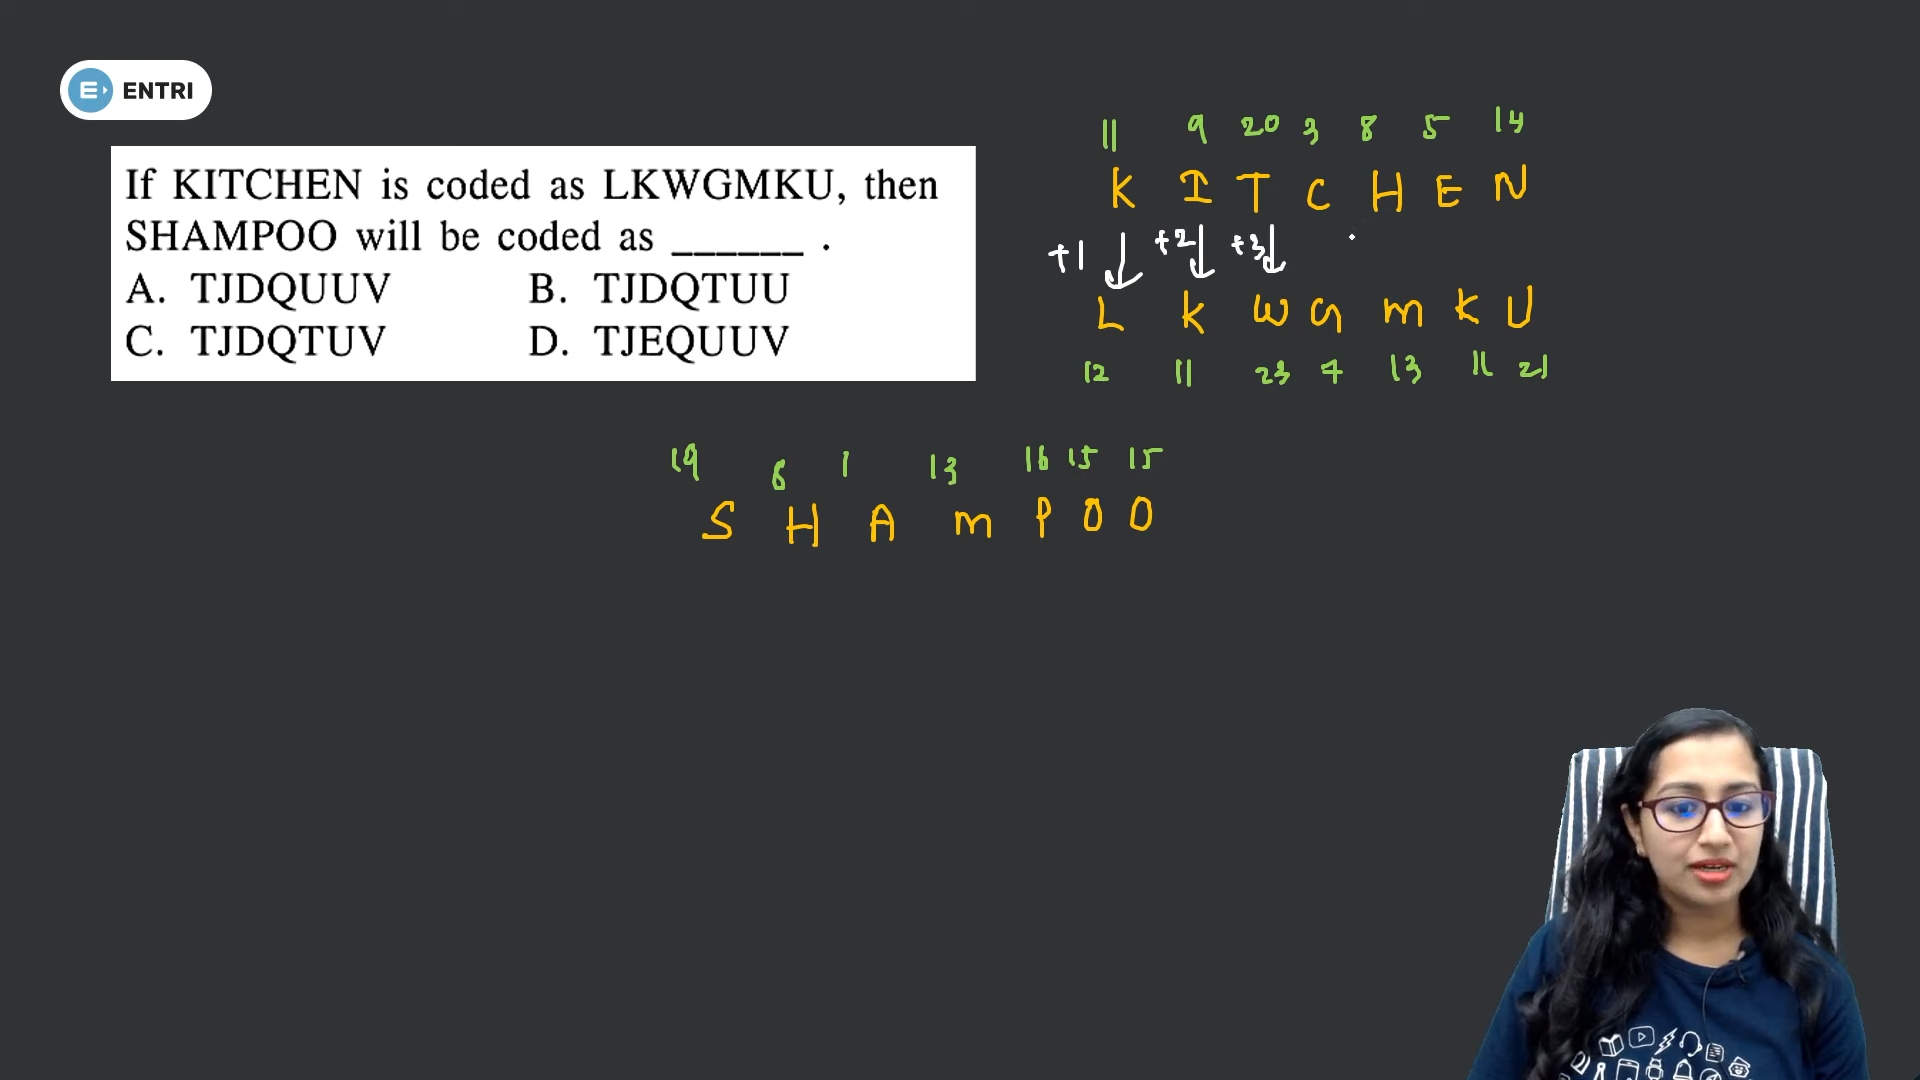 ENTRI
If KITCHEN is coded as LKWGMKU, then
SHAMPOO will be coded as ______ .
A. TJDQUUV B. TJDQTUU
C. TJDQTUV D. TJEQUUV
11 9 20 3 8 5 14
K I T C H E N
+1 +2 +3
L K W G M K U
12 11 23 7 13 11 21
19 8 1 13 16 15 15
S H A M P O O